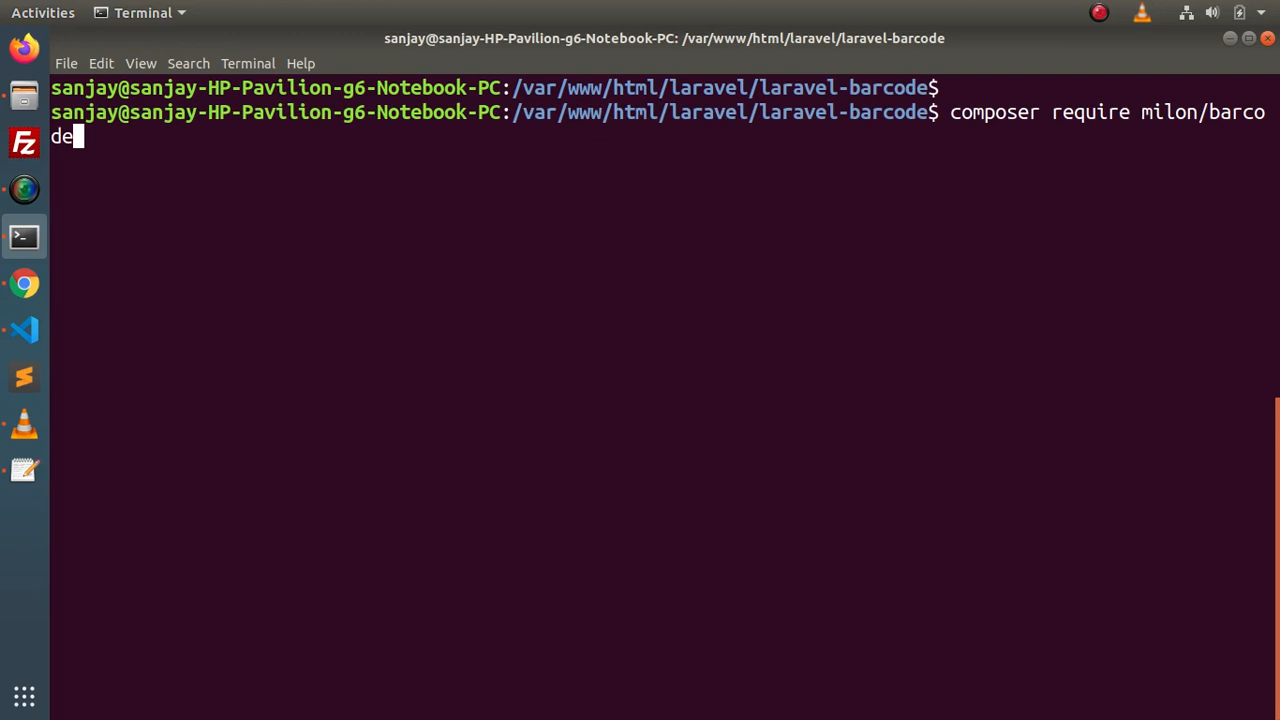 Activities Terminal
sanjay@sanjay-HP-Pavilion-g6-Notebook-PC: /var/www/html/laravel/laravel-barcode
File Edit View Search Terminal Help
sanjay@sanjay-HP-Pavilion-g6-Notebook-PC:/var/www/html/laravel/laravel-barcode$
sanjay@sanjay-HP-Pavilion-g6-Notebook-PC:/var/www/html/laravel/laravel-barcode$ composer require milon/barco
de